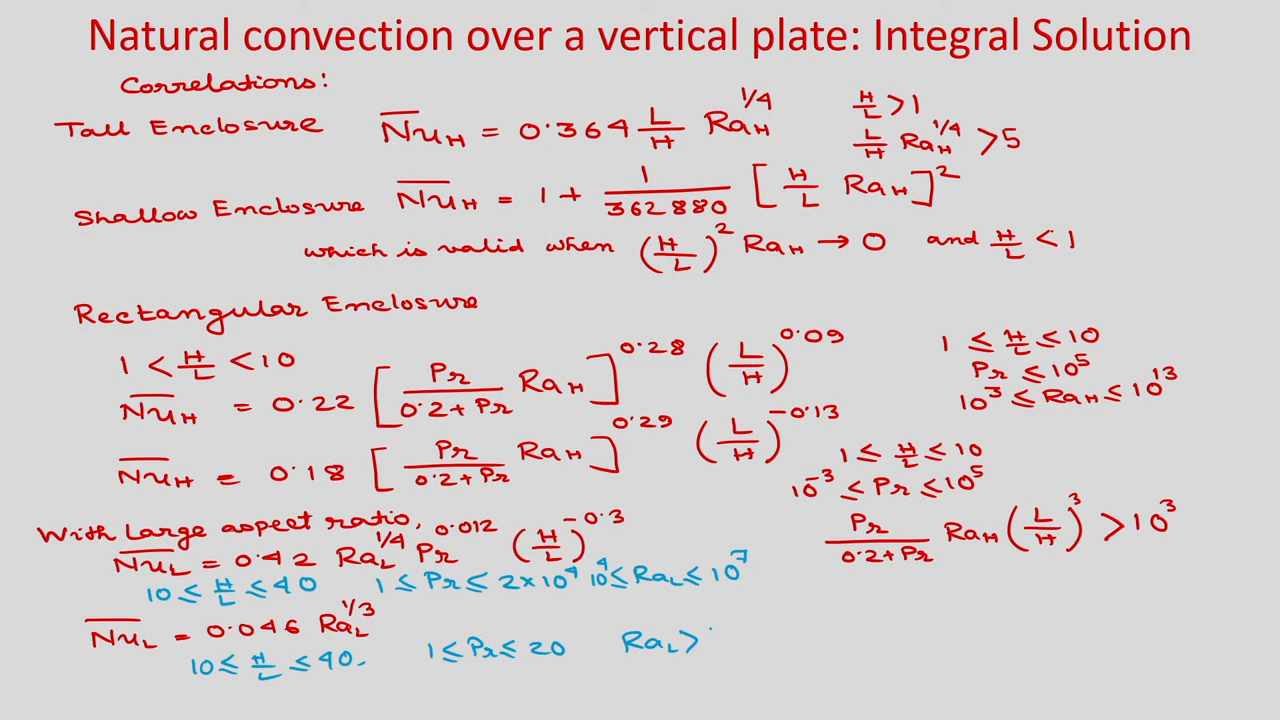 Natural convection over a vertical plate: Integral Solution
Correlations:
Tall Enclosure N̅u̅_H = 0.364 L/H Ra_H^1/4 H/L > 1
L/H Ra_H^1/4 > 5
Shallow Enclosure N̅u̅_H = 1 + 1/362880 [H/L Ra_H]^2
which is valid when (H/L)^2 Ra_H → 0 and H/L < 1
Rectangular Enclosure
1 < H/L < 10
N̅u̅_H = 0.22 [Pr/(0.2 + Pr) Ra_H]^0.28 (L/H)^0.09
1 ≤ H/L ≤ 10
Pr ≤ 10^5
10^3 ≤ Ra_H ≤ 10^13
N̅u̅_H = 0.18 [Pr/(0.2 + Pr) Ra_H]^0.29 (L/H)^-0.13
1 ≤ H/L ≤ 10
10^-3 ≤ Pr ≤ 10^5
Pr/(0.2 + Pr) Ra_H (L/H)^3 > 10^3
With Large aspect ratio,
N̅u̅_L = 0.42 Ra_L^1/4 Pr^0.012 (H/L)^-0.3
10 ≤ H/L ≤ 40 1 ≤ Pr ≤ 2×10^4 10^4 ≤ Ra_L ≤ 10^7
N̅u̅_L = 0.046 Ra_L^1/3
10 ≤ H/L ≤ 40. 1 ≤ Pr ≤ 20 Ra_L >